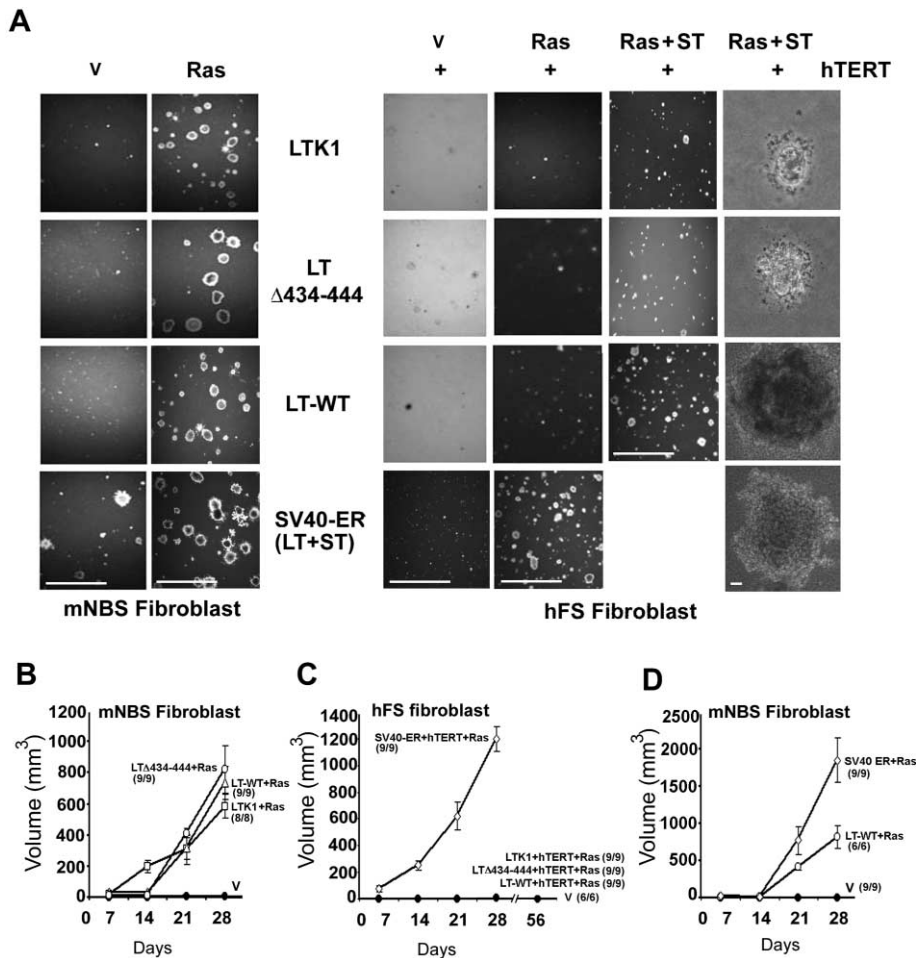 A
V Ras
V Ras Ras+ST Ras+ST
+ + + + hTERT
LTK1
LT
Δ434-444
LT-WT
SV40-ER
(LT+ST)
mNBS Fibroblast
hFS Fibroblast
B
mNBS Fibroblast
Volume (mm³)
1200
1000
800
600
400
200
0
LTΔ434-444+Ras
(9/9)
LT-WT+Ras
(9/9)
LTK1+Ras
(8/8)
V
0 7 14 21 28
Days
C
hFS fibroblast
Volume (mm³)
1400
1200
1000
800
600
400
200
0
SV40-ER+hTERT+Ras
(9/9)
LTK1+hTERT+Ras (9/9)
LTΔ434-444+hTERT+Ras (9/9)
LT-WT+hTERT+Ras (9/9)
V (6/6)
0 7 14 21 28 56
Days
D
mNBS Fibroblast
Volume (mm³)
2500
2000
1500
1000
500
0
SV40 ER+Ras
(9/9)
LT-WT+Ras
(6/6)
V (9/9)
0 7 14 21 28
Days